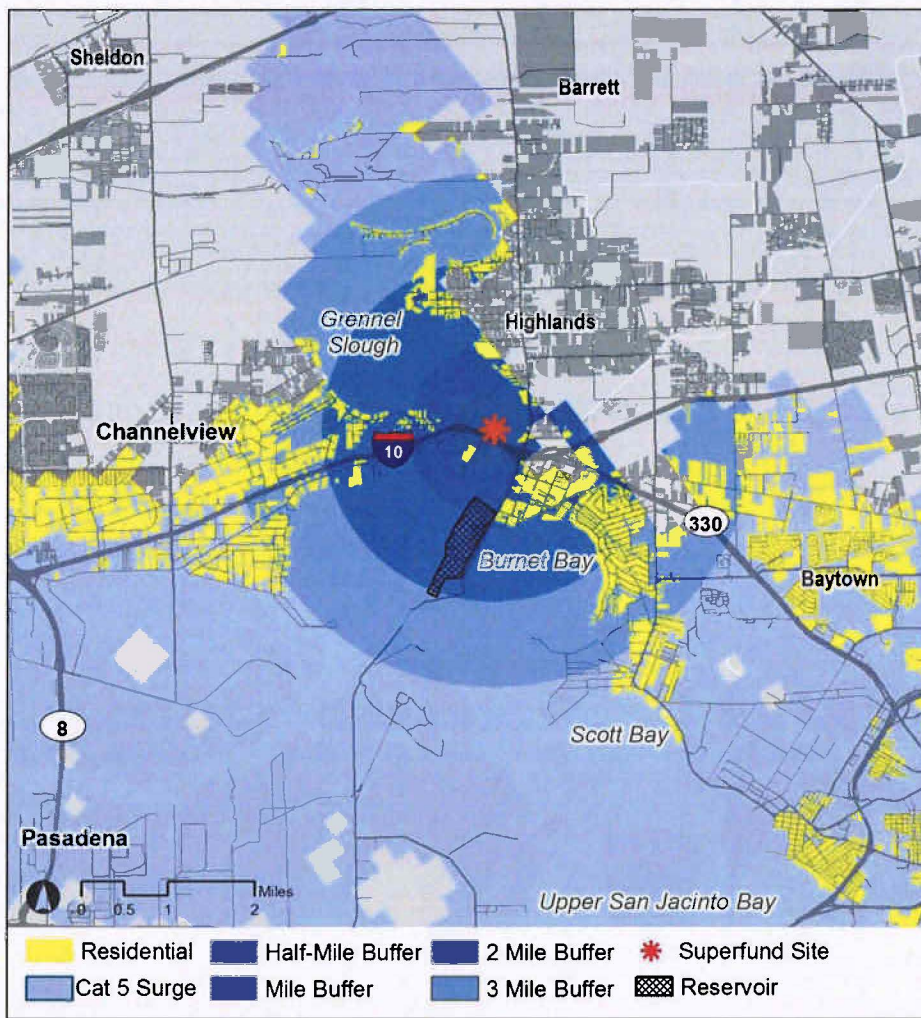 Sheldon
Barrett
Grennel
Slough
Highlands
Channelview
10
330
Burnet Bay
Baytown
8
Scott Bay
Pasadena
Miles
0 0.5 1 2
Upper San Jacinto Bay
Residential Half-Mile Buffer 2 Mile Buffer Superfund Site
Cat 5 Surge Mile Buffer 3 Mile Buffer Reservoir